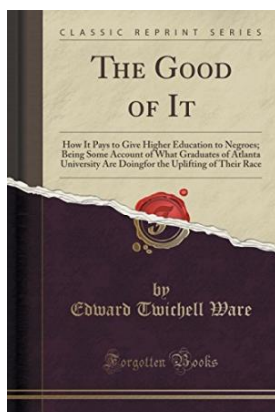 CLASSIC REPRINT SERIES
THE GOOD
OF IT
How It Pays to Give Higher Education to Negroes;
Being Some Account of What Graduates of Atlanta
University Are Doingfor the Uplifting of Their Race
by
Edward Twichell Ware
Forgotten Books